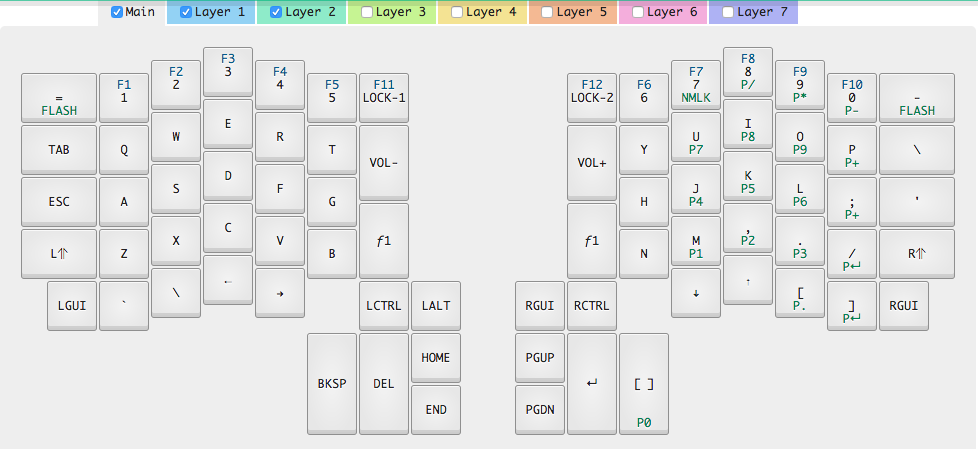 Main Layer 1 Layer 2 Layer 3 Layer 4 Layer 5 Layer 6 Layer 7
F3 F8
F2 F4 F7 F9
3 8
F1 F5 F11 F12 F6 F10
2 4 P/ 7 9
= 1 5 LOCK-1 LOCK-2 6 NMLK P* 0 -
FLASH P- FLASH
E I
W R U P8 O
TAB Q T VOL- VOL+ Y P7 P9 P \
P+
D K
S F J P5 L
ESC A G H P4 P6 ; '
P+
C ,
X V M P2 .
L⇑ Z B ƒ1 ƒ1 N P1 P3 / R⇑
P↵
← ↑
\ → ↓ [
LGUI ` LCTRL LALT RGUI RCTRL P. ] RGUI
P↵
HOME PGUP
BKSP DEL ↵ [ ]
END PGDN
P0